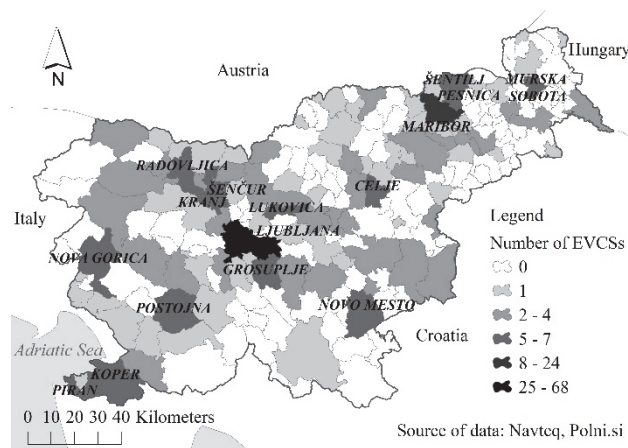 N
Austria
Hungary
Italy
Croatia
Adriatic Sea
ŠENTILJ
PESNICA
MURSKA
SOBOTA
MARIBOR
RADOVLJICA
ŠENČUR
KRANJ
CELJE
LUKOVICA
LJUBLJANA
NOVA GORICA
GROSUPLJE
POSTOJNA
NOVO MESTO
KOPER
PIRAN
Legend
Number of EVCSs
0
1
2 - 4
5 - 7
8 - 24
25 - 68
0 10 20 30 40 Kilometers
Source of data: Navteq, Polni.si